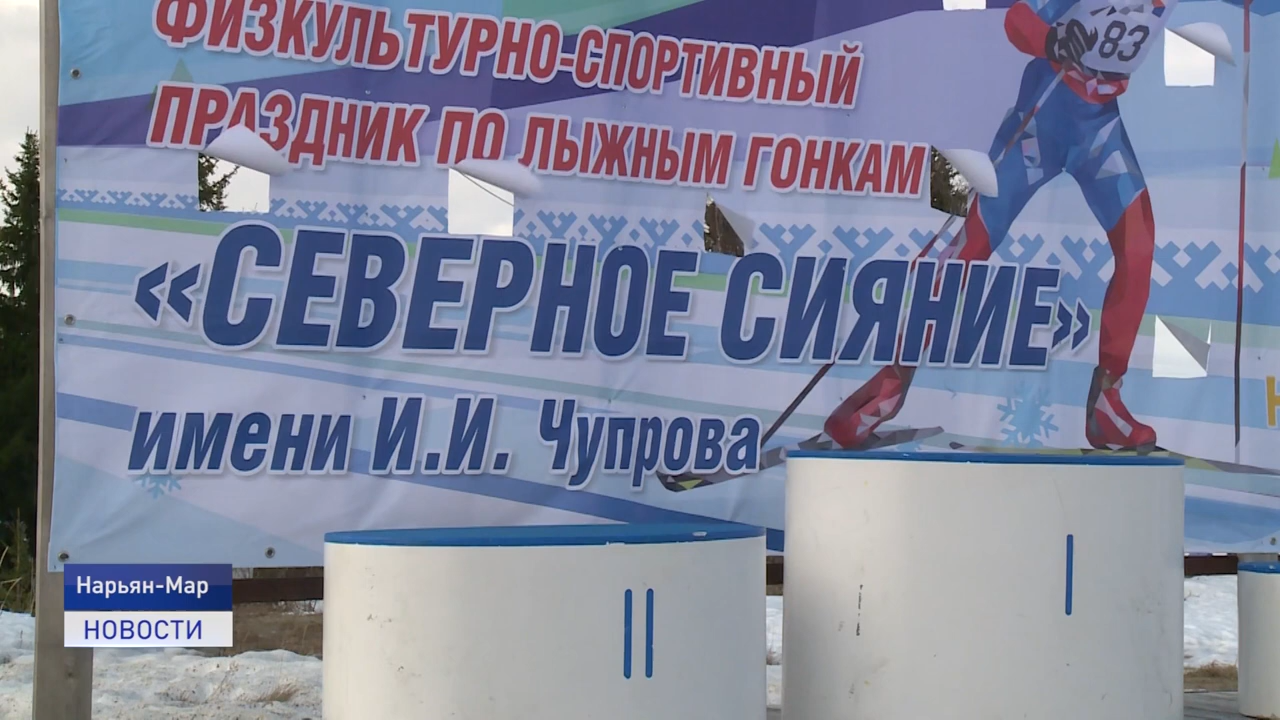 ФИЗКУЛЬТУРНО-СПОРТИВНЫЙ
ПРАЗДНИК ПО ЛЫЖНЫМ ГОНКАМ
83
«СЕВЕРНОЕ СИЯНИЕ»
имени И.И. Чупрова
II
I
Нарьян-Мар
НОВОСТИ